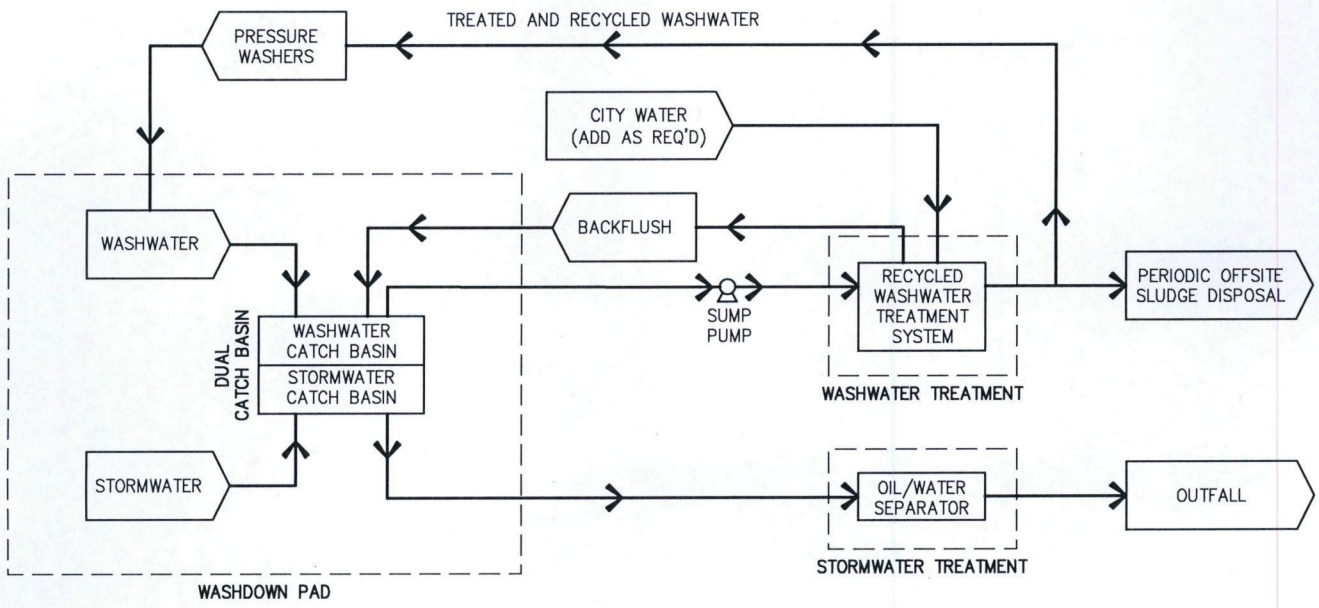 TREATED AND RECYCLED WASHWATER
PRESSURE
WASHERS
CITY WATER
(ADD AS REQ'D)
WASHWATER
BACKFLUSH
RECYCLED
WASHWATER
TREATMENT
SYSTEM
PERIODIC OFFSITE
SLUDGE DISPOSAL
SUMP
PUMP
DUAL
CATCH BASIN
WASHWATER
CATCH BASIN
STORMWATER
CATCH BASIN
WASHWATER TREATMENT
STORMWATER
OIL/WATER
SEPARATOR
OUTFALL
STORMWATER TREATMENT
WASHDOWN PAD